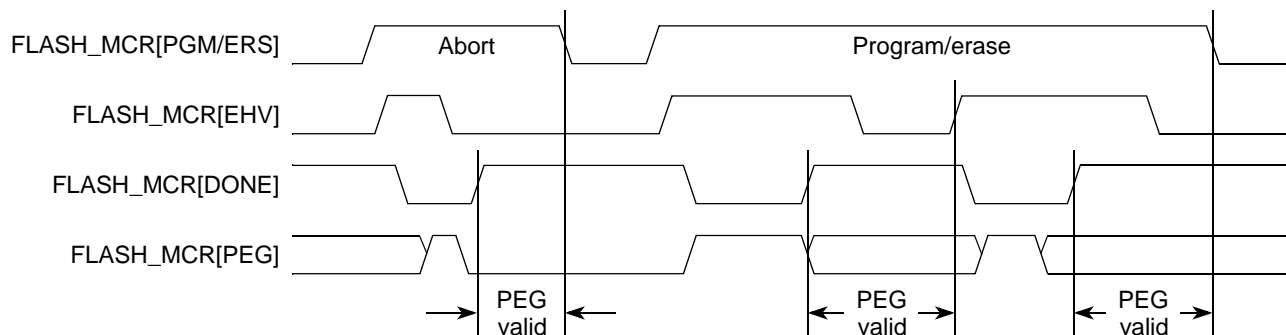 FLASH_MCR[PGM/ERS]
Abort
Program/erase
FLASH_MCR[EHV]
FLASH_MCR[DONE]
FLASH_MCR[PEG]
PEG
valid
PEG
valid
PEG
valid